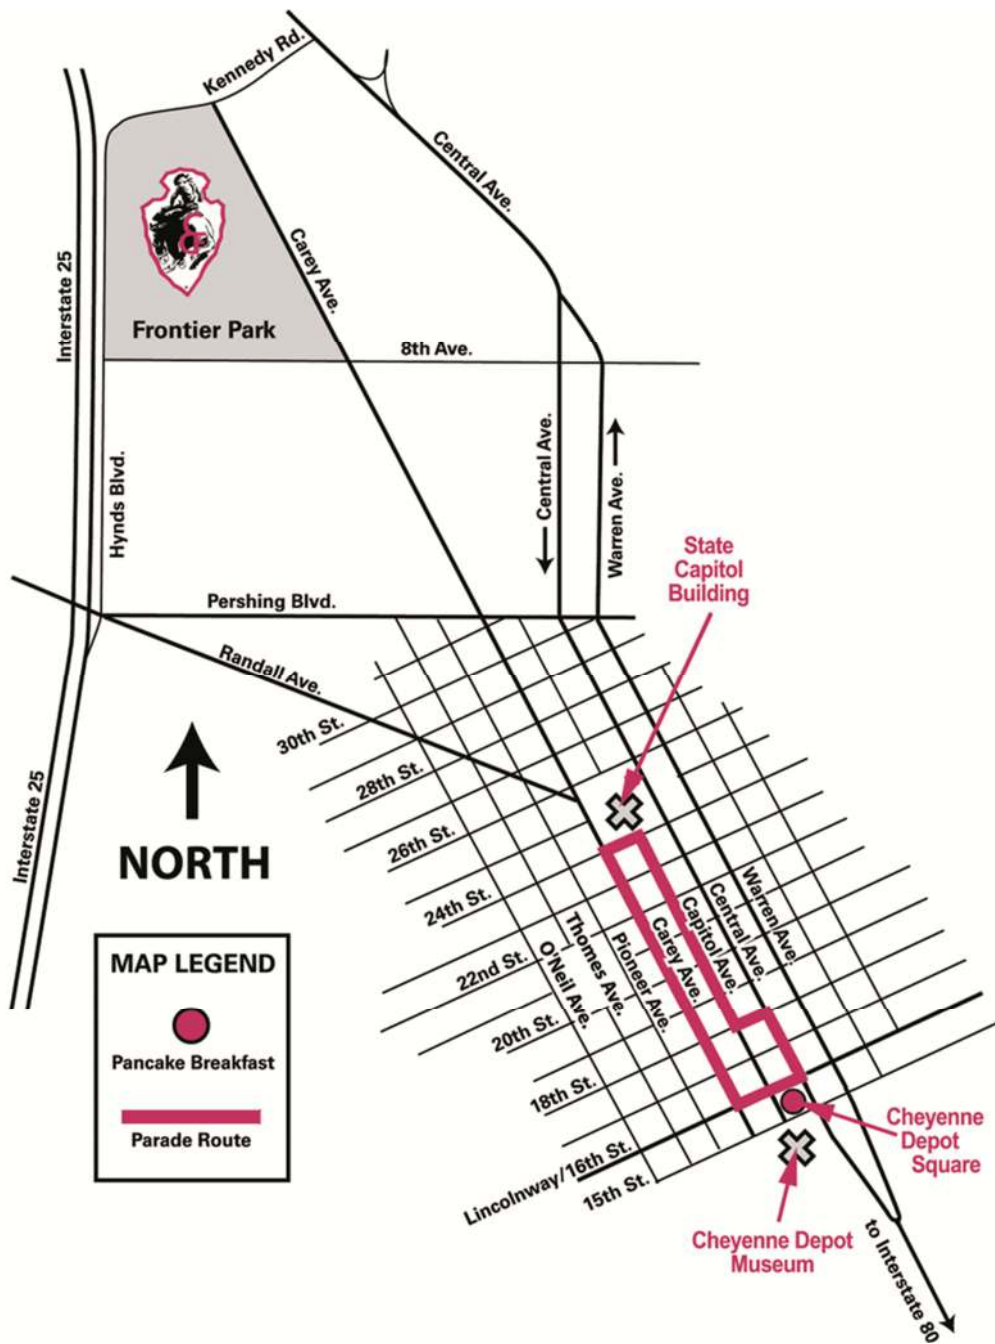 Kennedy Rd.
Central Ave.
Carey Ave.
Interstate 25
Frontier Park
8th Ave.
Hynds Blvd.
Central Ave.
Warren Ave.
State
Capitol
Building
Pershing Blvd.
Randall Ave.
30th St.
28th St.
26th St.
24th St.
22nd St.
20th St.
18th St.
Lincolnway/16th St.
15th St.
Interstate 25
NORTH
O'Neil Ave.
Thomes Ave.
Pioneer Ave.
Carey Ave.
Capitol Ave.
Central Ave.
Warren Ave.
MAP LEGEND
Pancake Breakfast
Parade Route
Cheyenne
Depot
Square
Cheyenne Depot
Museum
to Interstate 80